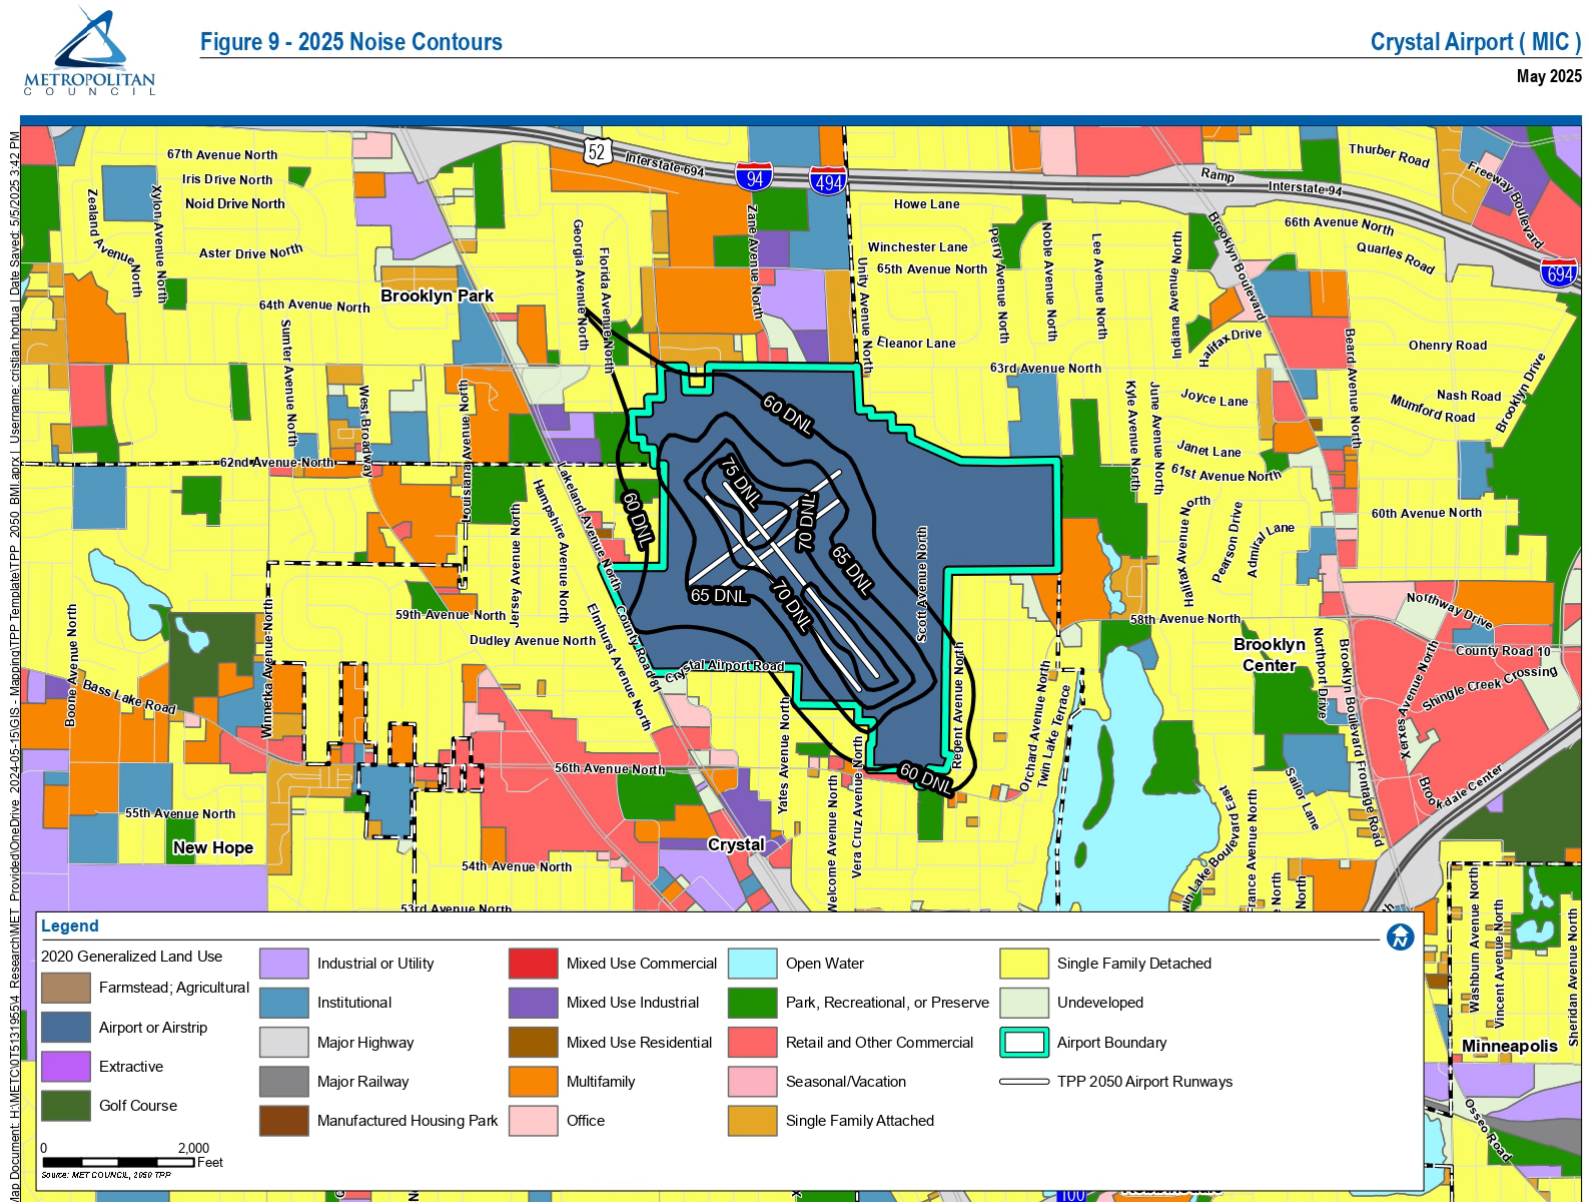 METROPOLITAN
COUNCIL
Figure 9 - 2025 Noise Contours
Crystal Airport ( MIC )
May 2025
67th Avenue North
Iris Drive North
Noid Drive North
Zealand Avenue North
Xylon Avenue North
Aster Drive North
64th Avenue North
Brooklyn Park
Sumter Avenue North
West Broadway
Louisiana Avenue North
62nd Avenue North
52
Interstate 694
94
494
Georgia Avenue North
Florida Avenue North
Zane Avenue North
Unity Avenue North
Howe Lane
Winchester Lane
65th Avenue North
Eleanor Lane
Perry Avenue North
Noble Avenue North
Lee Avenue North
Indiana Avenue North
63rd Avenue North
Ramp
Interstate 94
Thurber Road
Freeway Boulevard
66th Avenue North
Quarles Road
694
Brooklyn Boulevard
Halifax Drive
Beard Avenue North
Ohenry Road
Nash Road
Mumford Road
Brooklyn Drive
Kyle Avenue North
June Avenue North
Joyce Lane
Janet Lane
61st Avenue North
60th Avenue North
Halifax Avenue North
Pearson Drive
Admiral Lane
60 DNL
75 DNL
70 DNL
60 DNL
65 DNL
65 DNL
70 DNL
60 DNL
Scott Avenue North
Lakeland Avenue North
Hampshire Avenue North
Jersey Avenue North
59th Avenue North
Dudley Avenue North
Elmhurst Avenue North
County Road 81
Crystal Airport Road
Boone Avenue North
Bass Lake Road
Winnetka Avenue North
56th Avenue North
55th Avenue North
New Hope
54th Avenue North
53rd Avenue North
Crystal
Yates Avenue North
Welcome Avenue North
Vera Cruz Avenue North
Regent Avenue North
Orchard Avenue North
Twin Lake Terrace
58th Avenue North
Brooklyn
Center
Northport Drive
Brooklyn Boulevard Frontage Road
Xerxes Avenue North
Northway Drive
County Road 10
Shingle Creek Crossing
Brookdale Center
Sailor Lane
Lake Boulevard East
France Avenue North
North
North
Washburn Avenue North
Vincent Avenue North
Sheridan Avenue North
Minneapolis
Osseo Road
100
Legend
2020 Generalized Land Use
Farmstead; Agricultural
Airport or Airstrip
Extractive
Golf Course
Industrial or Utility
Institutional
Major Highway
Major Railway
Manufactured Housing Park
Mixed Use Commercial
Mixed Use Industrial
Mixed Use Residential
Multifamily
Office
Open Water
Park, Recreational, or Preserve
Retail and Other Commercial
Seasonal/Vacation
Single Family Attached
Single Family Detached
Undeveloped
Airport Boundary
TPP 2050 Airport Runways
N
0 2,000
Feet
Source: MET COUNCIL, 2050 TPP